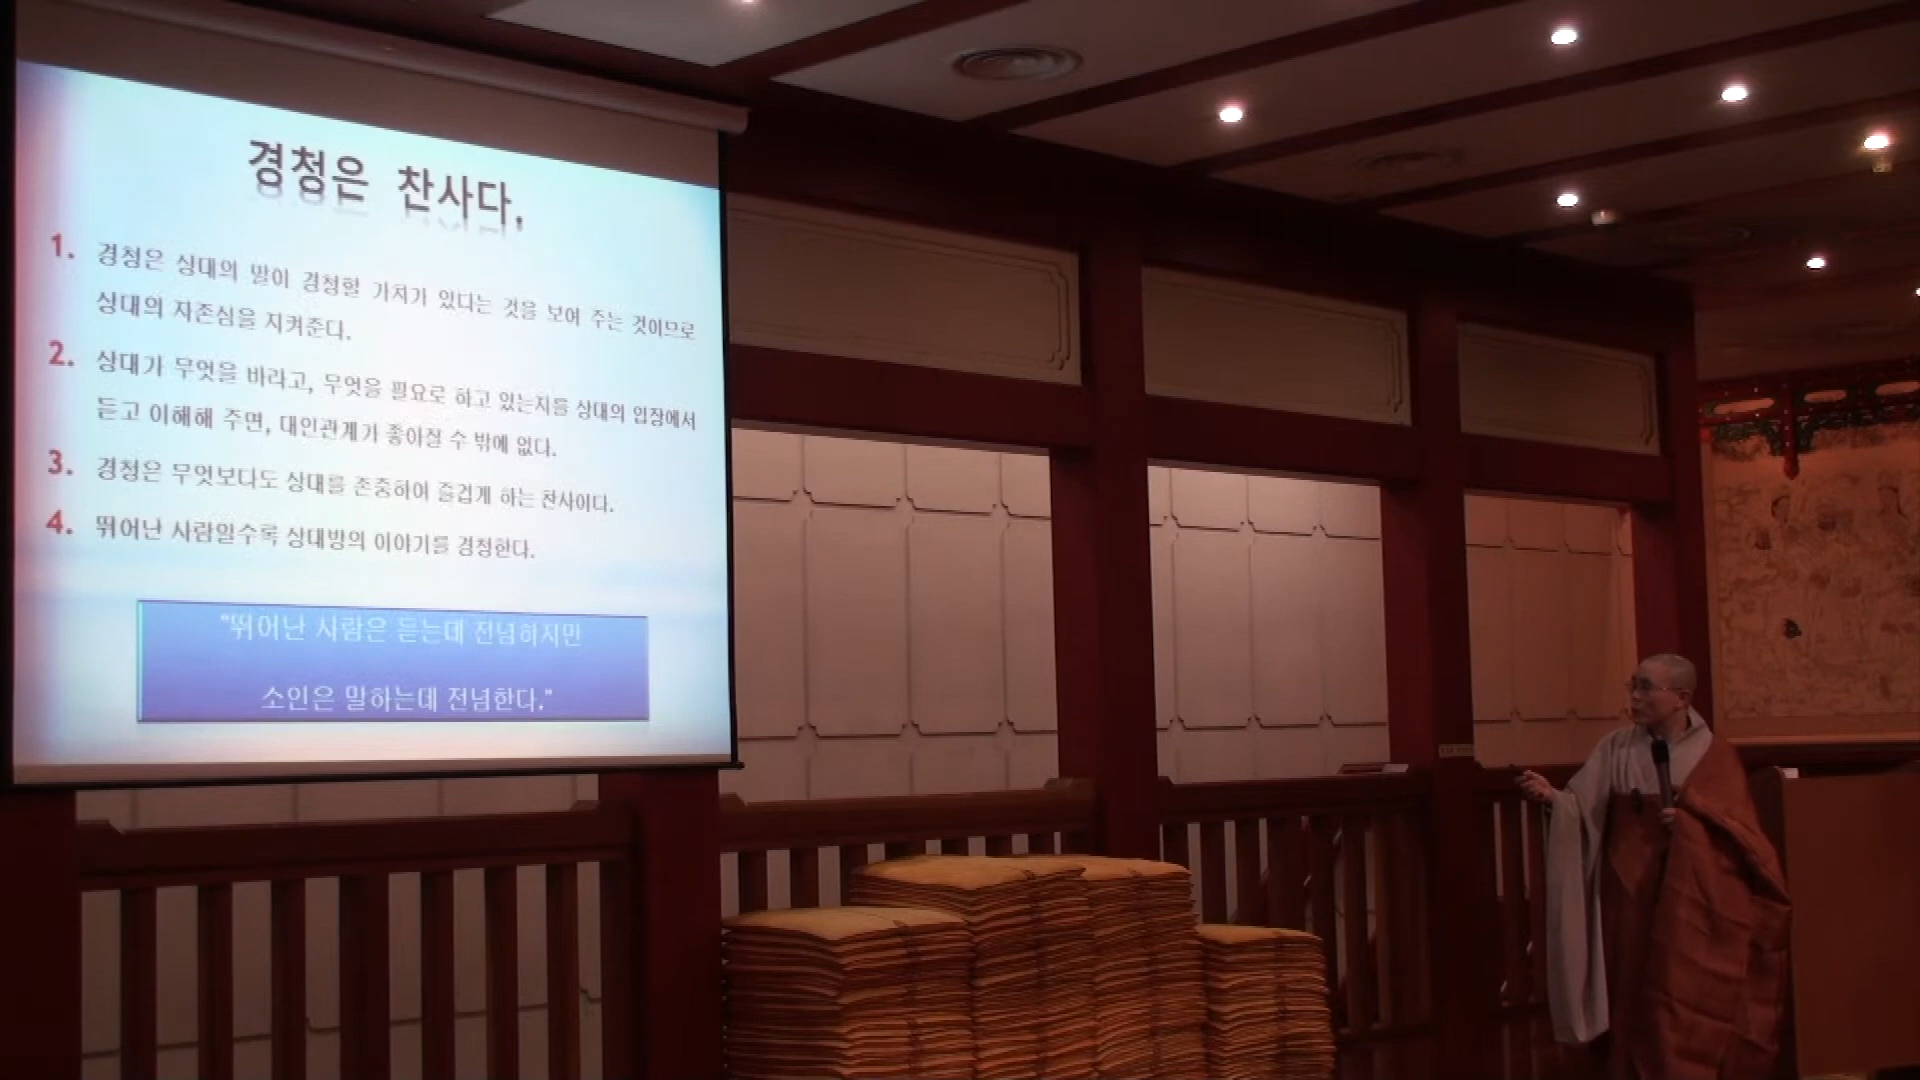 경청은 찬사다.
1. 경청은 상대의 말이 경청할 가치가 있다는 것을 보여 주는 것이므로
상대의 자존심을 지켜준다.
2. 상대가 무엇을 바라고, 무엇을 필요로 하고 있는지를 상대의 입장에서
듣고 이해해 주면, 대인관계가 좋아질 수 밖에 없다.
3. 경청은 무엇보다도 상대를 존중하여 즐겁게 하는 찬사이다.
4. 뛰어난 사람일수록 상대방의 이야기를 경청한다.
"뛰어난 사람은 듣는데 전념하지만
소인은 말하는데 전념한다."